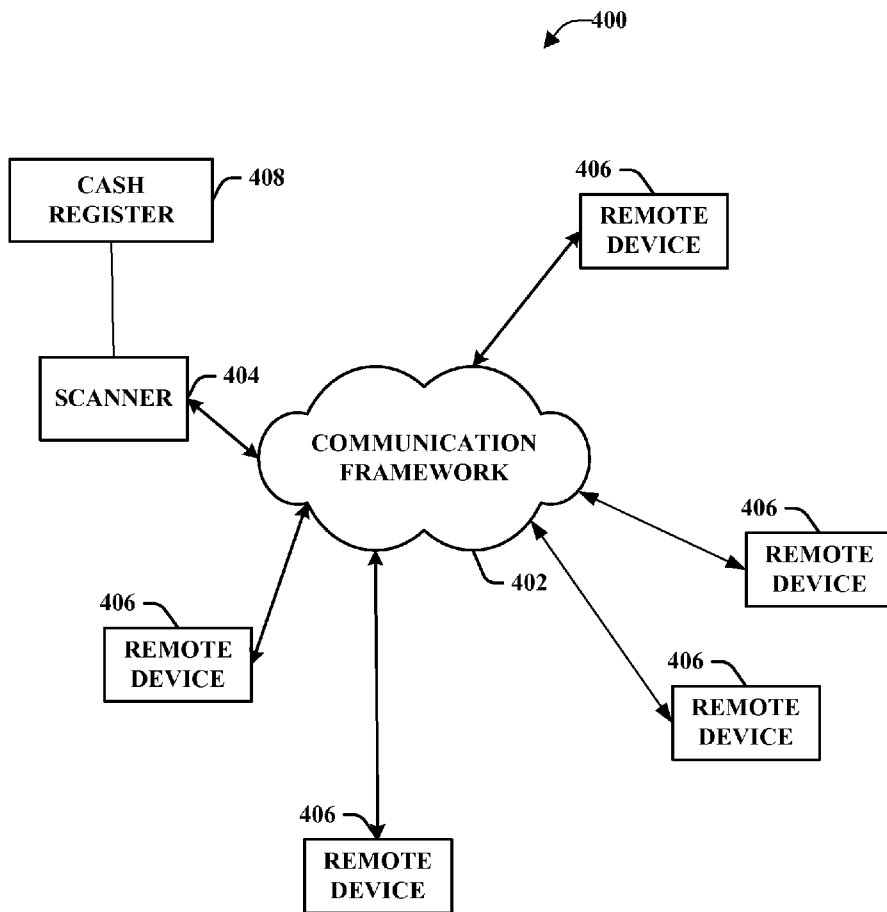 400
CASH
REGISTER
408
406
REMOTE
DEVICE
SCANNER
404
COMMUNICATION
FRAMEWORK
402
406
REMOTE
DEVICE
406
REMOTE
DEVICE
406
REMOTE
DEVICE
406
REMOTE
DEVICE